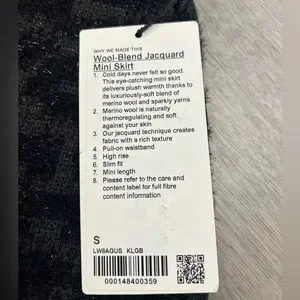 WHY WE MADE THIS
Wool-Blend Jacquard
Mini Skirt
1. Cold days never felt so good.
This eye-catching mini skirt
delivers plush warmth thanks to
its luxuriously-soft blend of
merino wool and sparkly yarns
2. Merino wool is naturally
thermoregulating and soft
against your skin
3. Our jacquard technique creates
fabric with a rich texture
4. Pull-on waistband
5. High rise
6. Slim fit
7. Mini length
8. Please refer to the care and
content label for full fibre
content information
S
LW8AGUS KLGB
000148400359